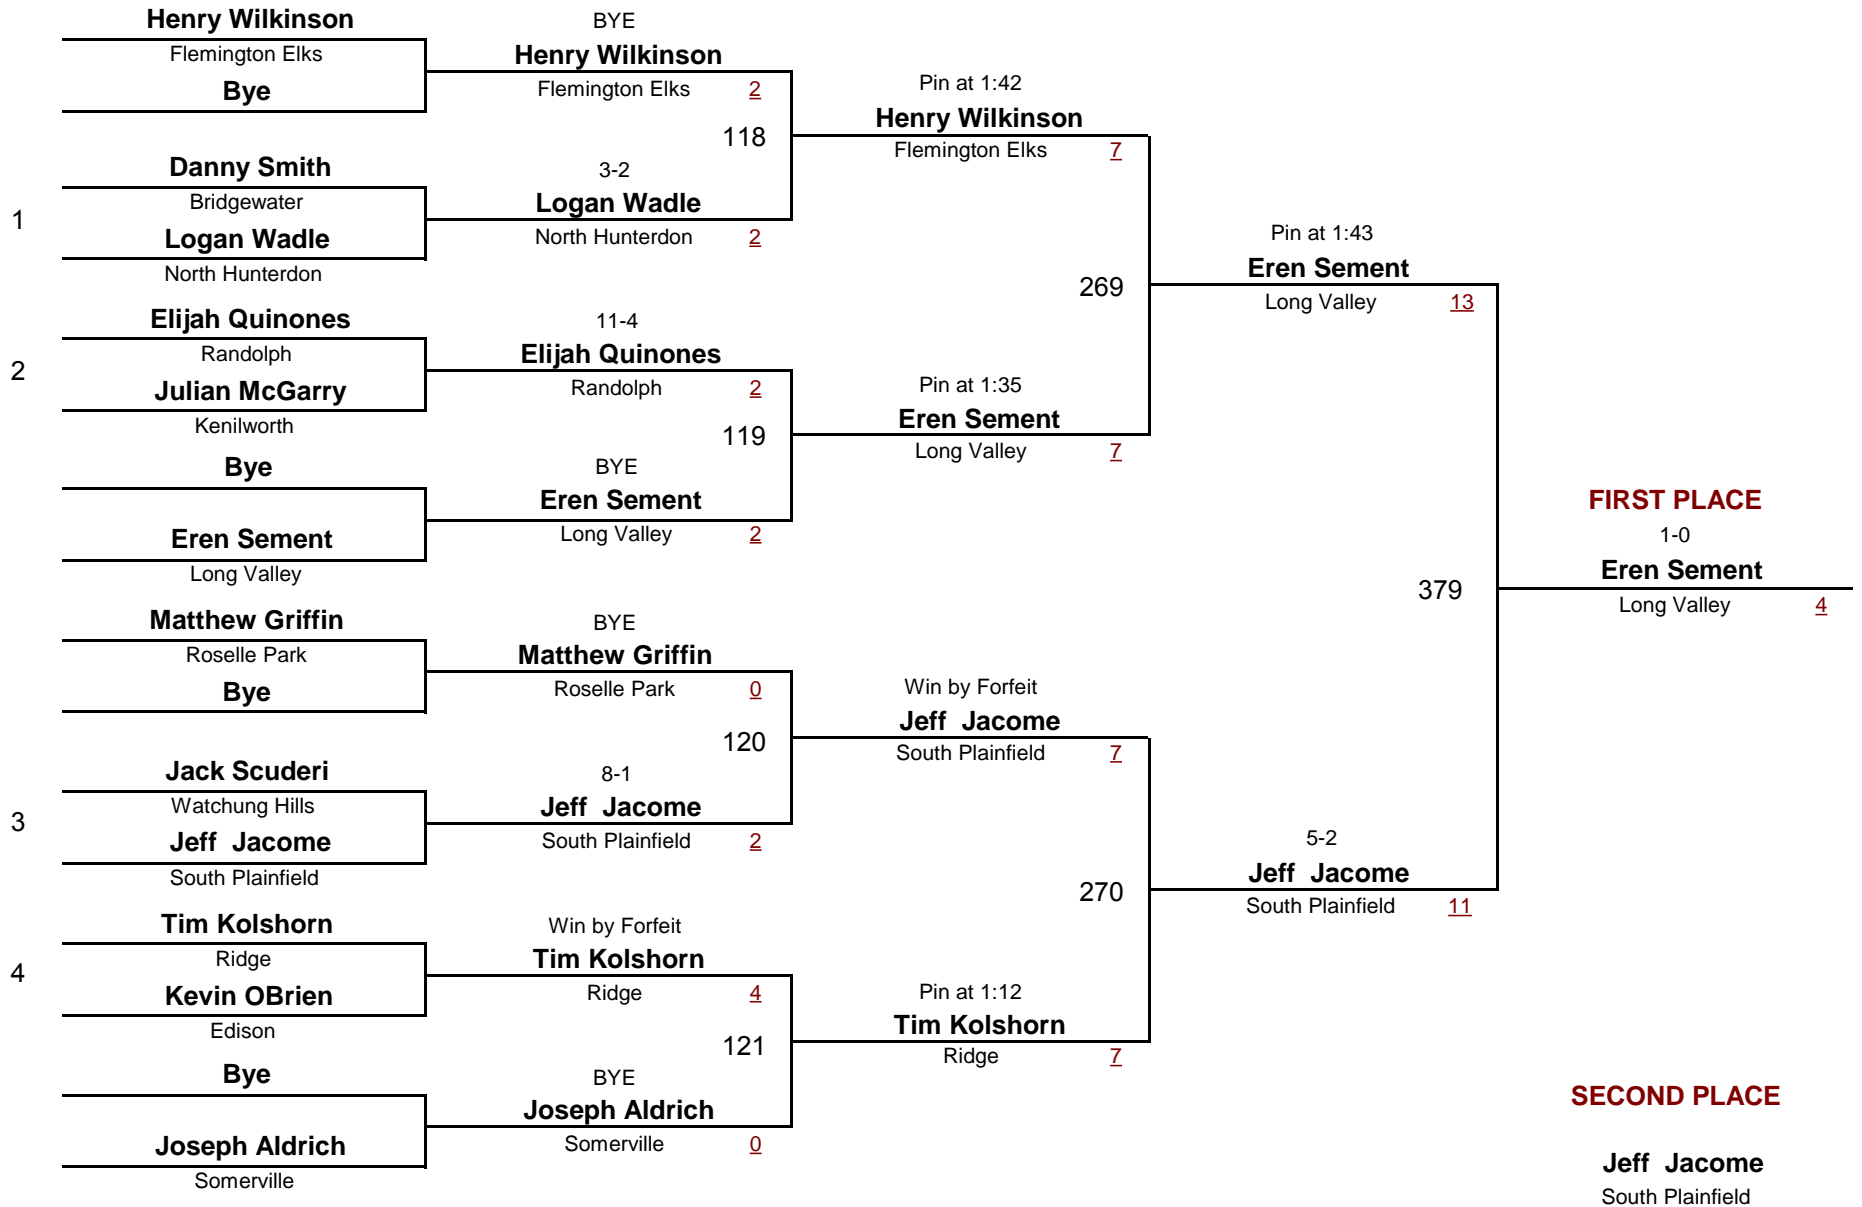 Henry Wilkinson
Flemington Elks
Bye
1
Danny Smith
Bridgewater
Logan Wadle
North Hunterdon
2
Elijah Quinones
Randolph
Julian McGarry
Kenilworth
Bye
Eren Sement
Long Valley
Matthew Griffin
Roselle Park
Bye
3
Jack Scuderi
Watchung Hills
Jeff  Jacome
South Plainfield
4
Tim Kolshorn
Ridge
Kevin OBrien
Edison
Bye
Joseph Aldrich
Somerville
BYE
Henry Wilkinson
Flemington Elks 2
118
3-2
Logan Wadle
North Hunterdon 2
11-4
Elijah Quinones
Randolph 2
119
BYE
Eren Sement
Long Valley 2
BYE
Matthew Griffin
Roselle Park 0
120
8-1
Jeff  Jacome
South Plainfield 2
Win by Forfeit
Tim Kolshorn
Ridge 4
121
BYE
Joseph Aldrich
Somerville 0
Pin at 1:42
Henry Wilkinson
Flemington Elks 7
269
Pin at 1:35
Eren Sement
Long Valley 7
Win by Forfeit
Jeff  Jacome
South Plainfield 7
270
Pin at 1:12
Tim Kolshorn
Ridge 7
Pin at 1:43
Eren Sement
Long Valley 13
379
5-2
Jeff  Jacome
South Plainfield 11
FIRST PLACE
1-0
Eren Sement
Long Valley 4
SECOND PLACE
Jeff  Jacome
South Plainfield